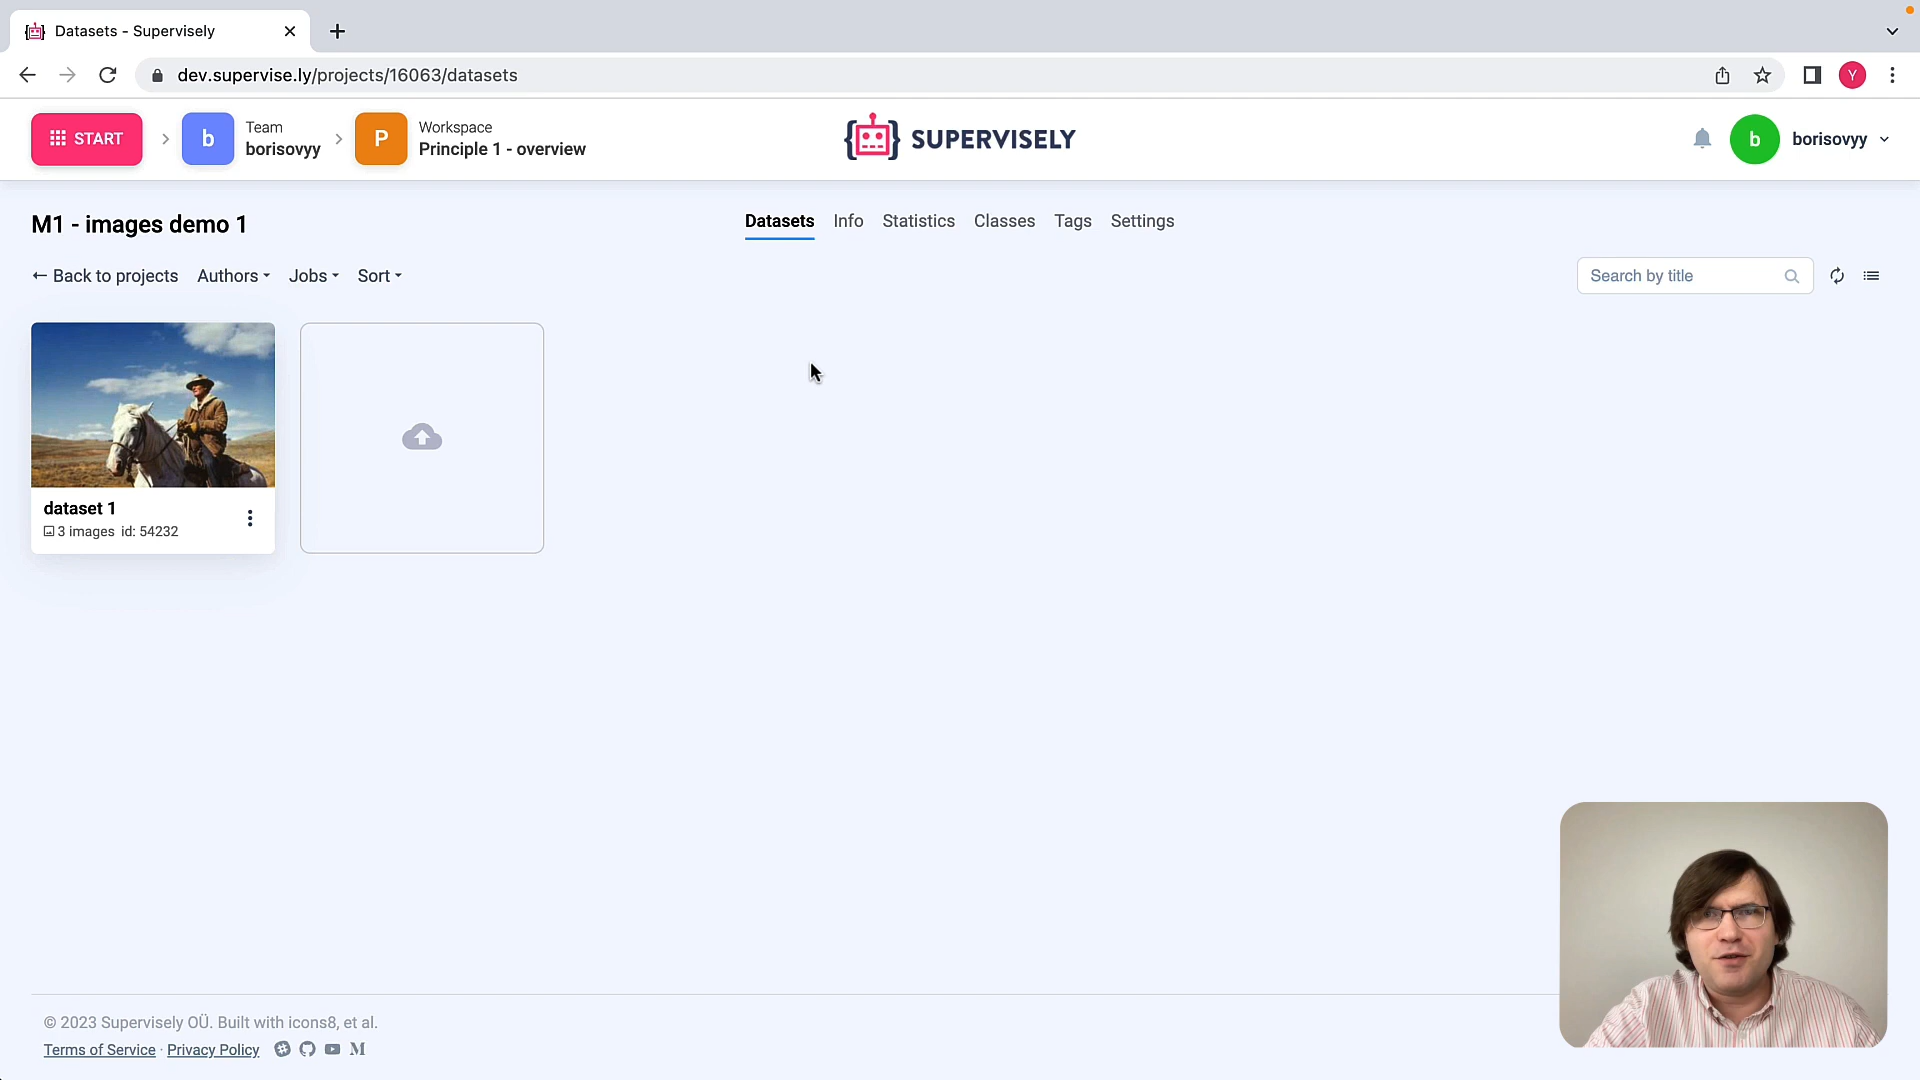 Datasets - Supervisely
dev.supervise.ly/projects/16063/datasets
Y
START
b
Team
borisovyy
P
Workspace
Principle 1 - overview
SUPERVISELY
b
borisovyy
M1 - images demo 1
Datasets
Info
Statistics
Classes
Tags
Settings
← Back to projects
Authors
Jobs
Sort
Search by title
dataset 1
3 images id: 54232
© 2023 Supervisely OÜ. Built with icons8, et al.
Terms of Service · Privacy Policy